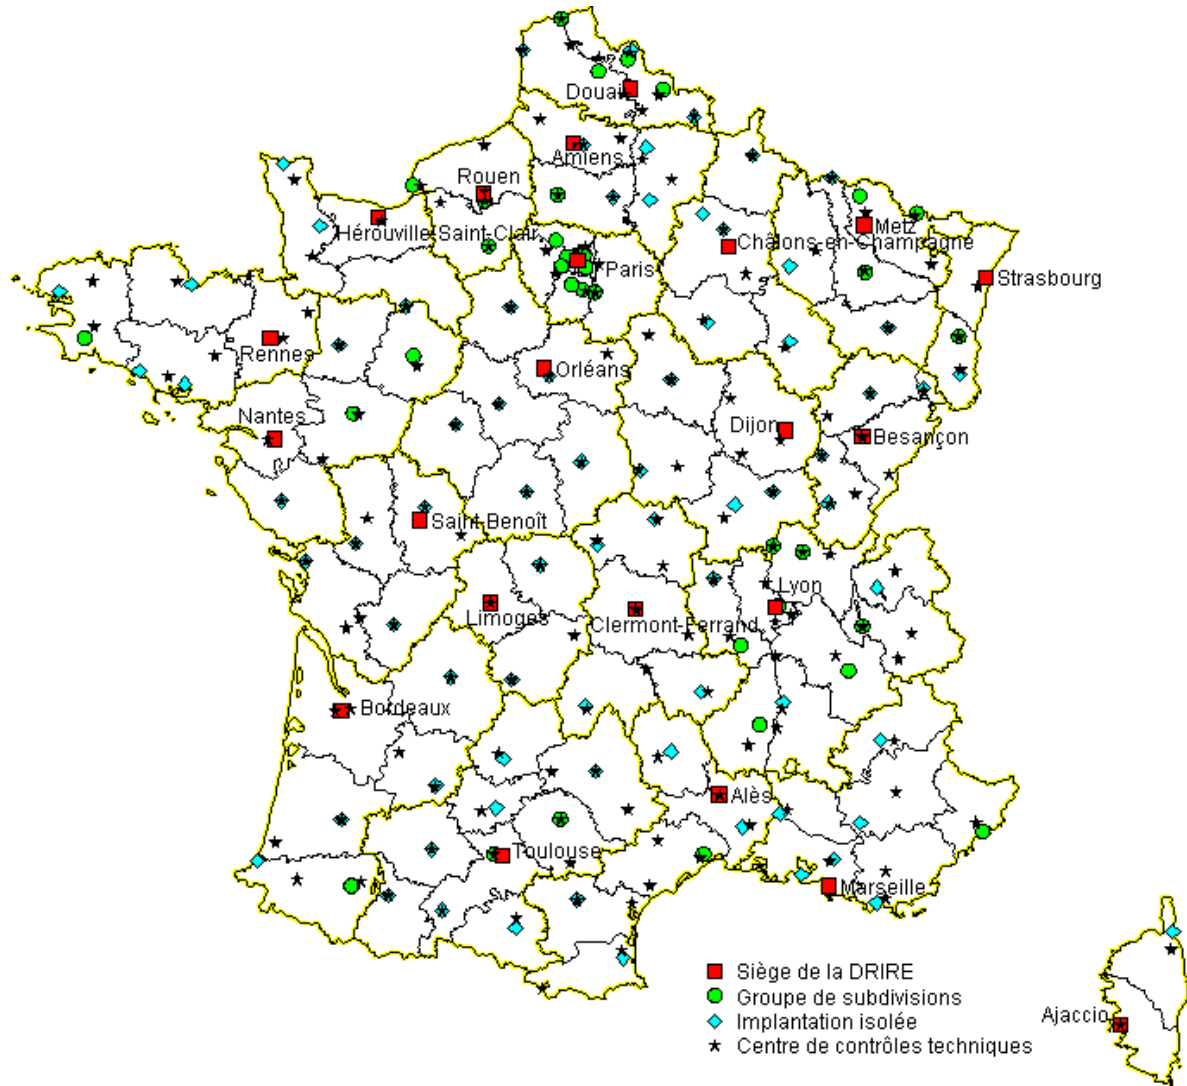 Douai
Amiens
Rouen
Hérouville-Saint-Clair
Metz
Châlons-en-Champagne
Paris
Strasbourg
Rennes
Orléans
Nantes
Dijon
Besançon
Saint-Benoît
Lyon
Limoges
Clermont-Ferrand
Bordeaux
Alès
Toulouse
Marseille
Siège de la DRIRE
Groupe de subdivisions
Implantation isolée
Centre de contrôles techniques
Ajaccio